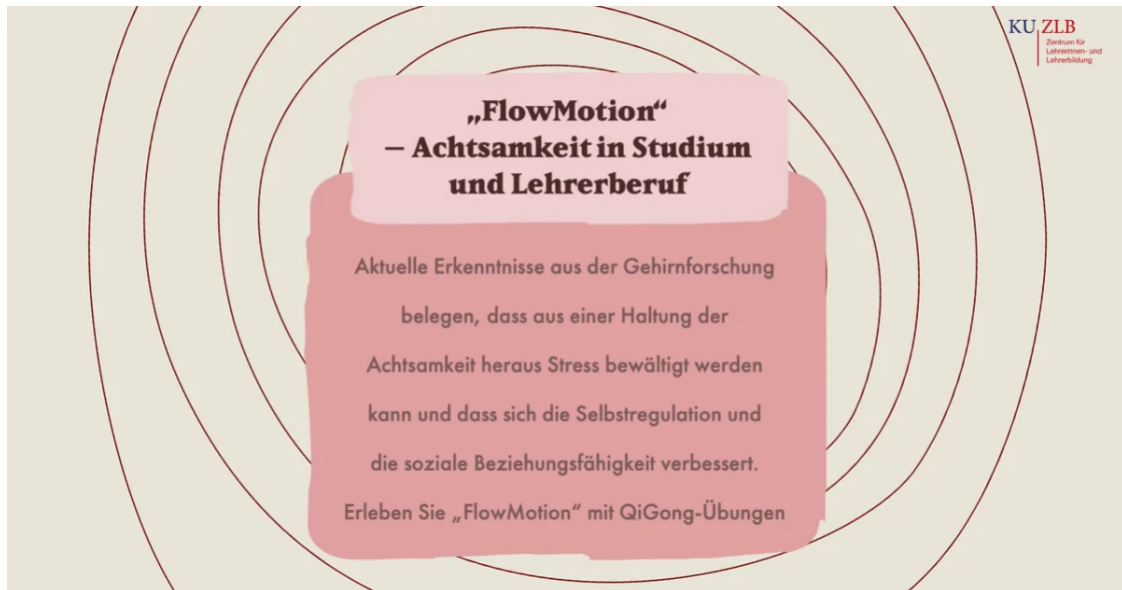 KU ZLB
Zentrum für
Lehrerinnen- und
Lehrerbildung
„FlowMotion“
– Achtsamkeit in Studium
und Lehrerberuf
Aktuelle Erkenntnisse aus der Gehirnforschung
belegen, dass aus einer Haltung der
Achtsamkeit heraus Stress bewältigt werden
kann und dass sich die Selbstregulation und
die soziale Beziehungsfähigkeit verbessert.
Erleben Sie „FlowMotion“ mit QiGong-Übungen